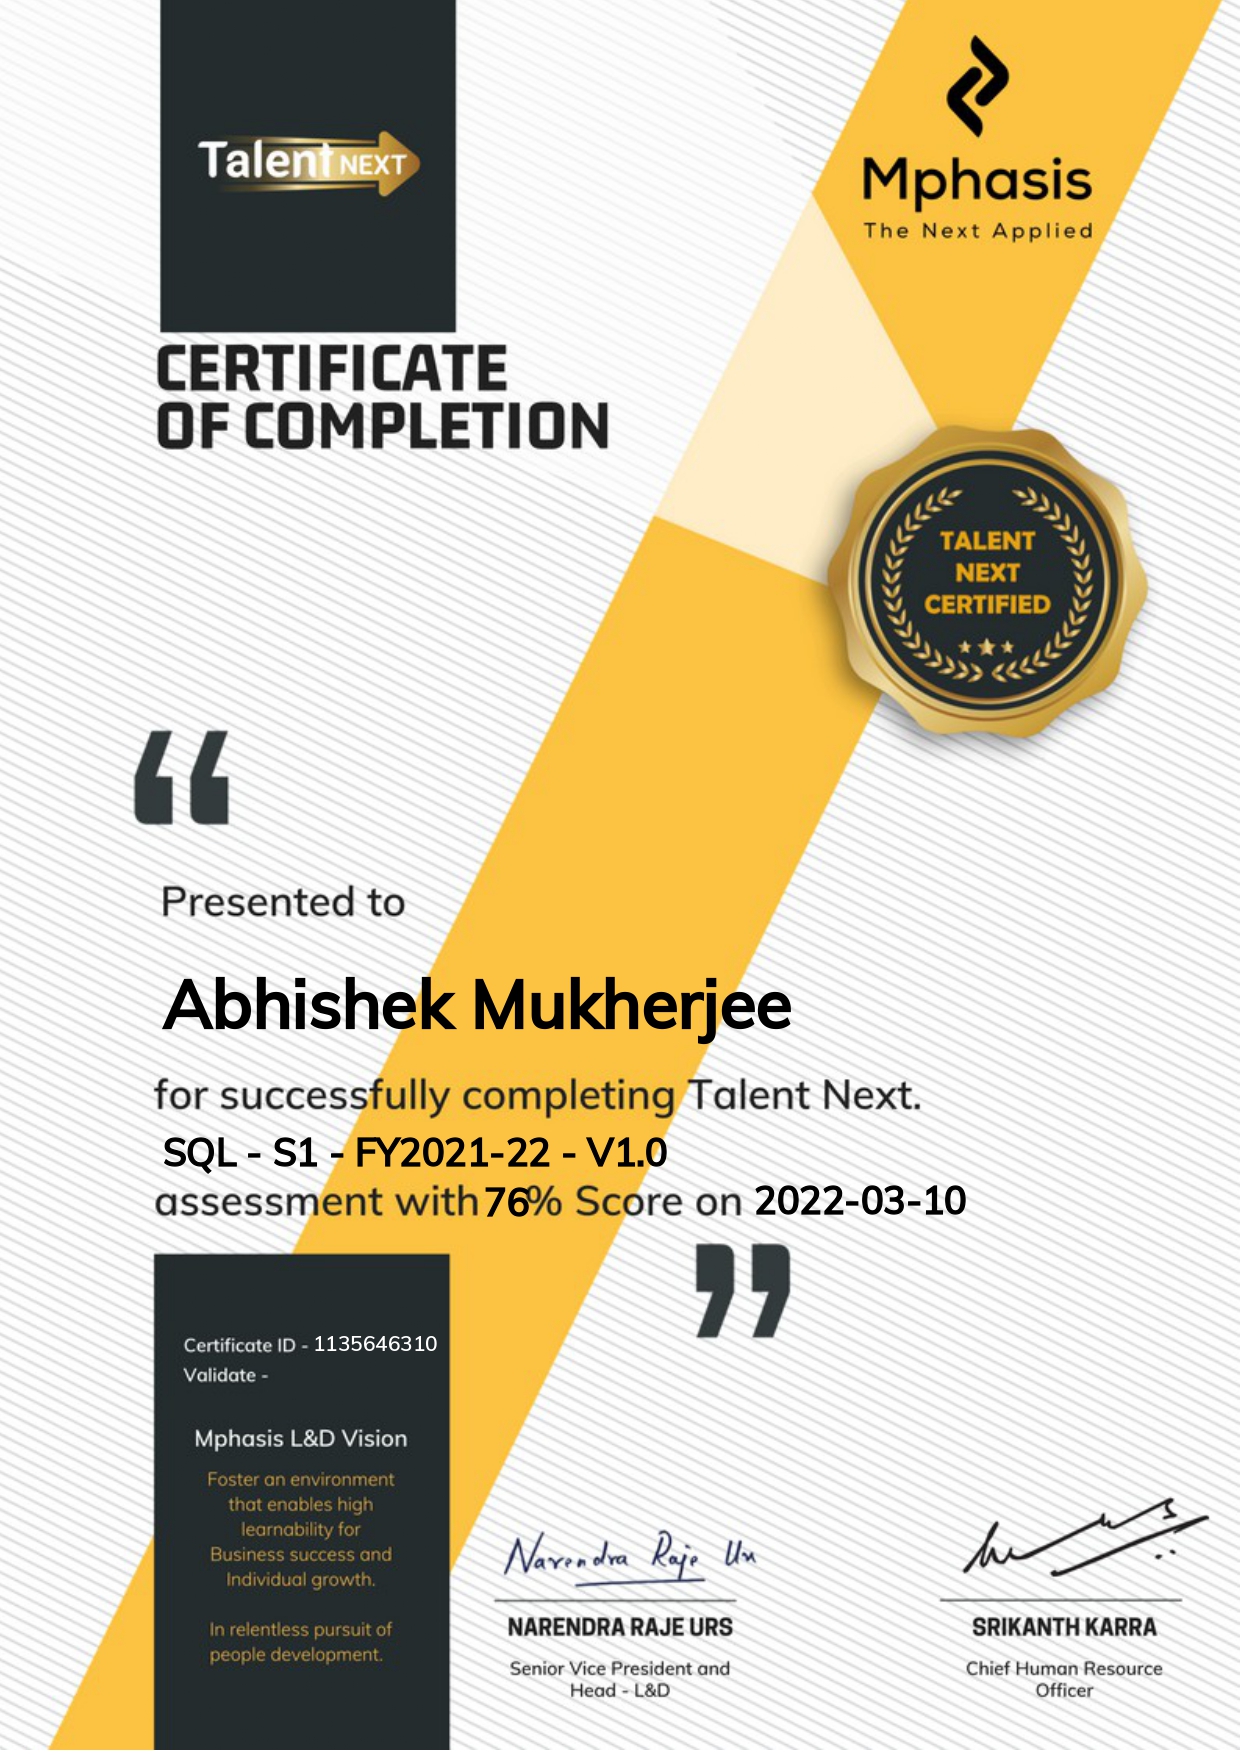 Talent NEXT
Mphasis
The Next Applied
CERTIFICATE
OF COMPLETION
TALENT
NEXT
CERTIFIED
“
Presented to
Abhishek Mukherjee
for successfully completing Talent Next.
SQL - S1 - FY2021-22 - V1.0
assessment with 76% Score on 2022-03-10
”
Certificate ID - 1135646310
Validate -
Mphasis L&D Vision
Foster an environment
that enables high
learnability for
Business success and
Individual growth.
In relentless pursuit of
people development.
Narendra Raje Urs
NARENDRA RAJE URS
Senior Vice President and
Head - L&D
SRIKANTH KARRA
Chief Human Resource
Officer